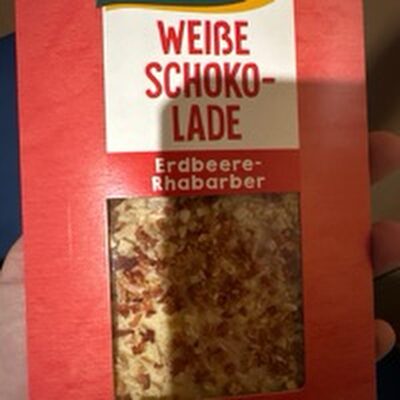 WEIßE
SCHOKO-
LADE
Erdbeere-
Rhabarber